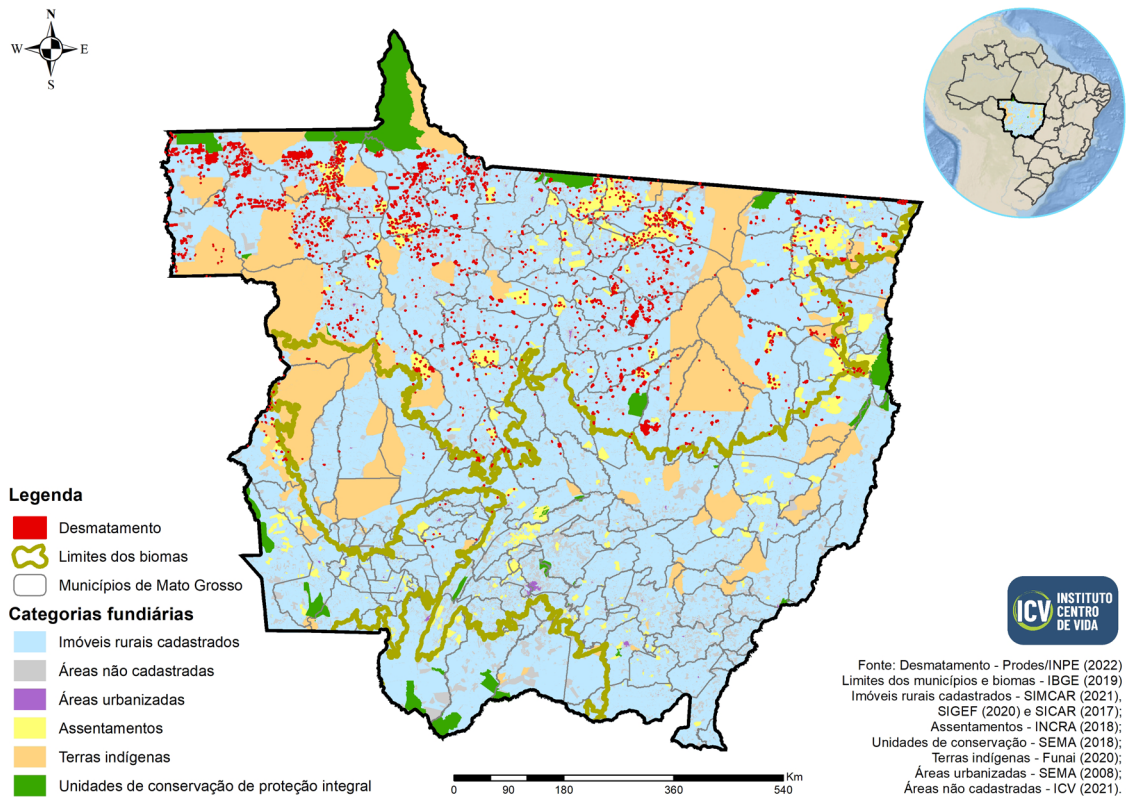 N
W
E
S
Legenda
Desmatamento
Limites dos biomas
Municípios de Mato Grosso
Categorias fundiárias
Imóveis rurais cadastrados
Áreas não cadastradas
Áreas urbanizadas
Assentamentos
Terras indígenas
Unidades de conservação de proteção integral
Km
0 90 180 360 540
ICV INSTITUTO
CENTRO
DE VIDA
Fonte: Desmatamento - Prodes/INPE (2022)
Limites dos municípios e biomas - IBGE (2019)
Imóveis rurais cadastrados - SIMCAR (2021),
SIGEF (2020) e SICAR (2017);
Assentamentos - INCRA (2018);
Unidades de conservação - SEMA (2018);
Terras indígenas - Funai (2020);
Áreas urbanizadas - SEMA (2008);
Áreas não cadastradas - ICV (2021).